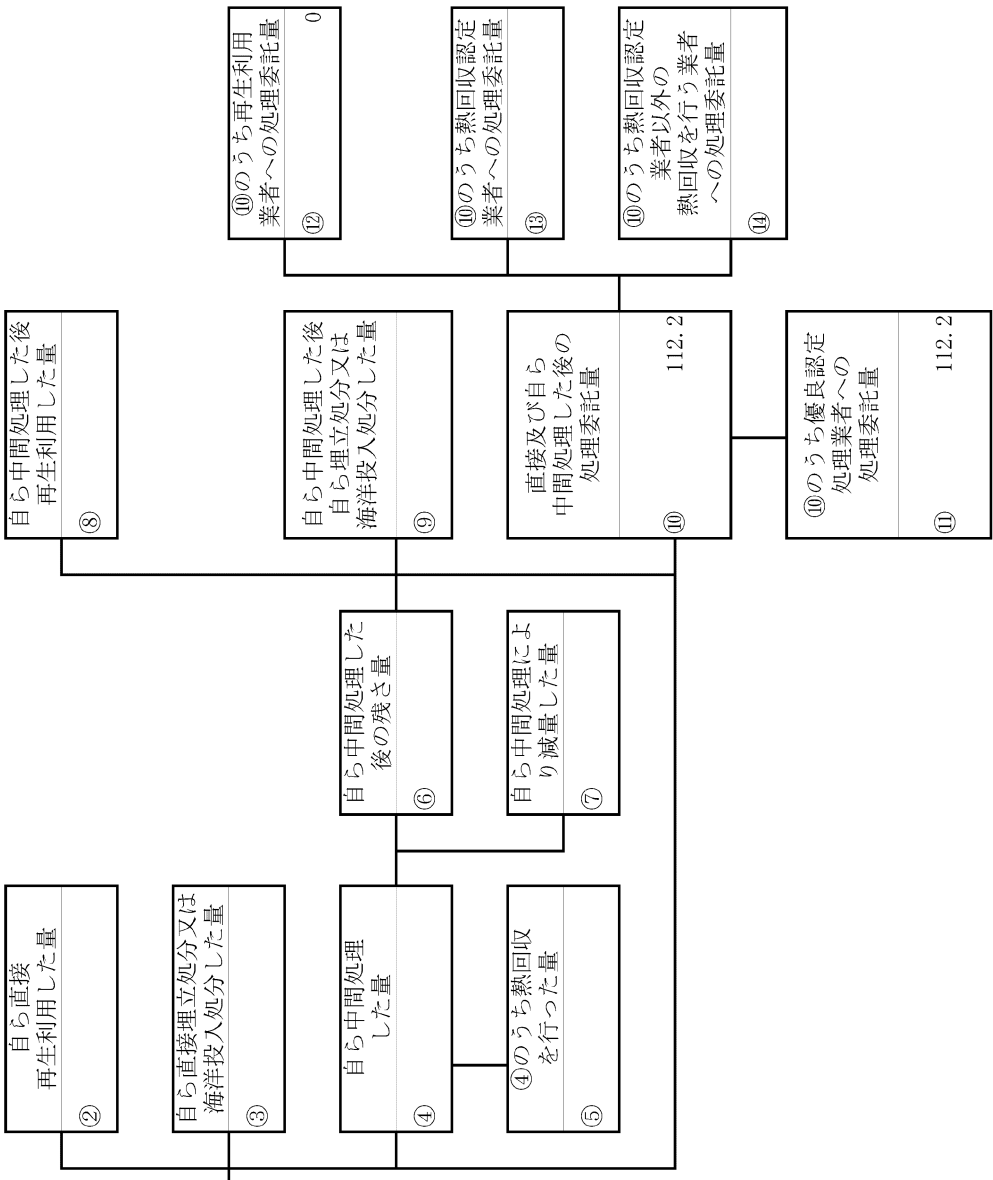 自ら直接
再生利用した量
②
自ら直接埋立処分又は
海洋投入処分した量
③
自ら中間処理
した量
④
④のうち熱回収
を行った量
⑤
自ら中間処理した
後の残さ量
⑥
自ら中間処理によ
り減量した量
⑦
自ら中間処理した後
再生利用した量
⑧
自ら中間処理した後
自ら埋立処分又は
海洋投入処分した量
⑨
直接及び自ら
中間処理した後の
処理委託量
⑩ 112.2
⑩のうち優良認定
処理業者への
処理委託量
⑪ 112.2
⑩のうち再生利用
業者への処理委託量
⑫ 0
⑩のうち熱回収認定
業者への処理委託量
⑬
⑩のうち熱回収認定
業者以外の
熱回収を行う業者
への処理委託量
⑭